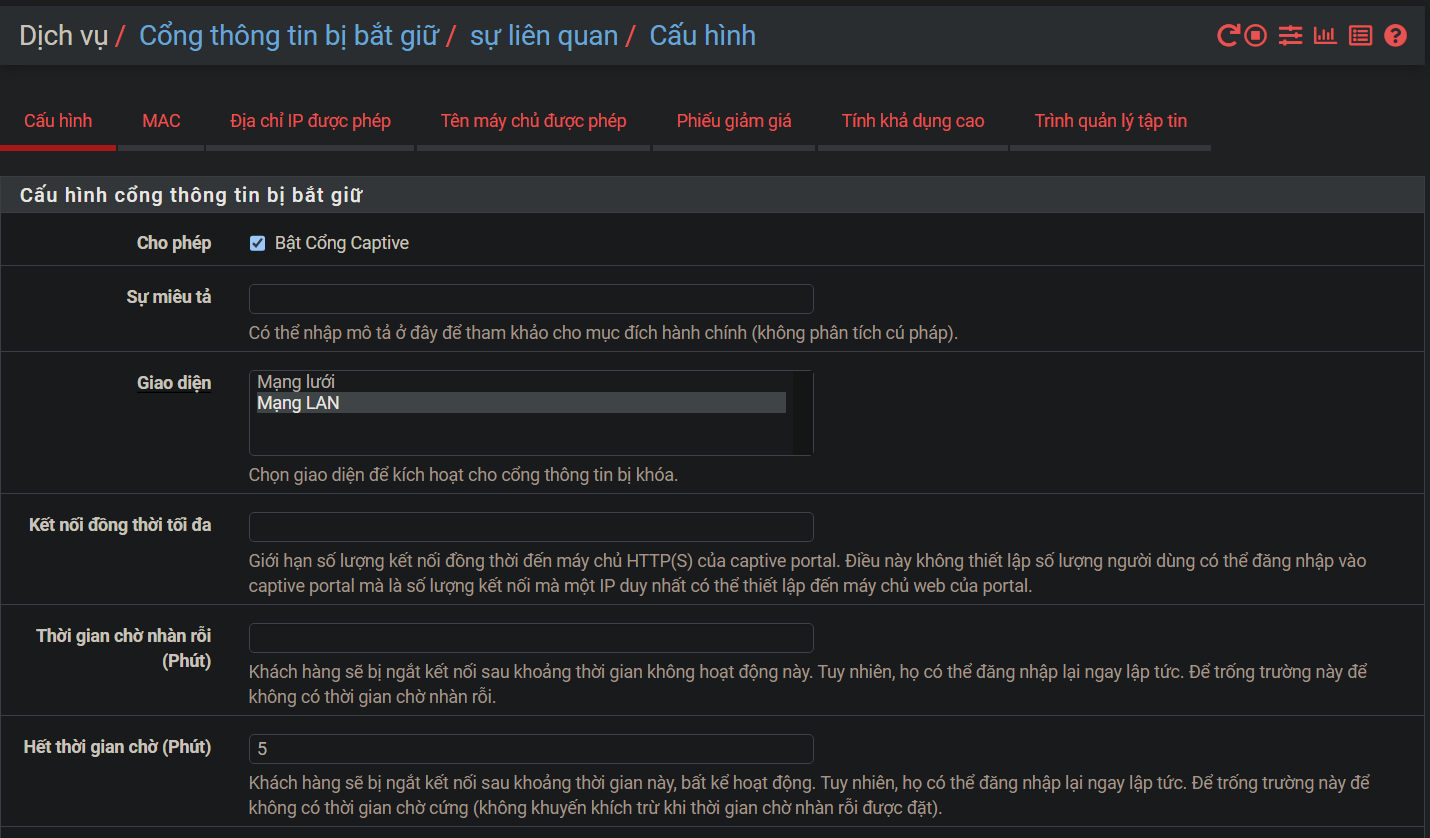 Dịch vụ / Cổng thông tin bị bắt giữ / sự liên quan / Cấu hình
Cấu hình MAC Địa chỉ IP được phép Tên máy chủ được phép Phiếu giảm giá Tính khả dụng cao Trình quản lý tập tin
Cấu hình cổng thông tin bị bắt giữ
Cho phép Bật Cổng Captive
Sự miêu tả
Có thể nhập mô tả ở đây để tham khảo cho mục đích hành chính (không phân tích cú pháp).
Giao diện Mạng lưới
Mạng LAN
Chọn giao diện để kích hoạt cho cổng thông tin bị khóa.
Kết nối đồng thời tối đa
Giới hạn số lượng kết nối đồng thời đến máy chủ HTTP(S) của captive portal. Điều này không thiết lập số lượng người dùng có thể đăng nhập vào
captive portal mà là số lượng kết nối mà một IP duy nhất có thể thiết lập đến máy chủ web của portal.
Thời gian chờ nhàn rỗi
(Phút)
Khách hàng sẽ bị ngắt kết nối sau khoảng thời gian không hoạt động này. Tuy nhiên, họ có thể đăng nhập lại ngay lập tức. Để trống trường này để
không có thời gian chờ nhàn rỗi.
Hết thời gian chờ (Phút) 5
Khách hàng sẽ bị ngắt kết nối sau khoảng thời gian này, bất kể hoạt động. Tuy nhiên, họ có thể đăng nhập lại ngay lập tức. Để trống trường này để
không có thời gian chờ cứng (không khuyến khích trừ khi thời gian chờ nhàn rỗi được đặt).